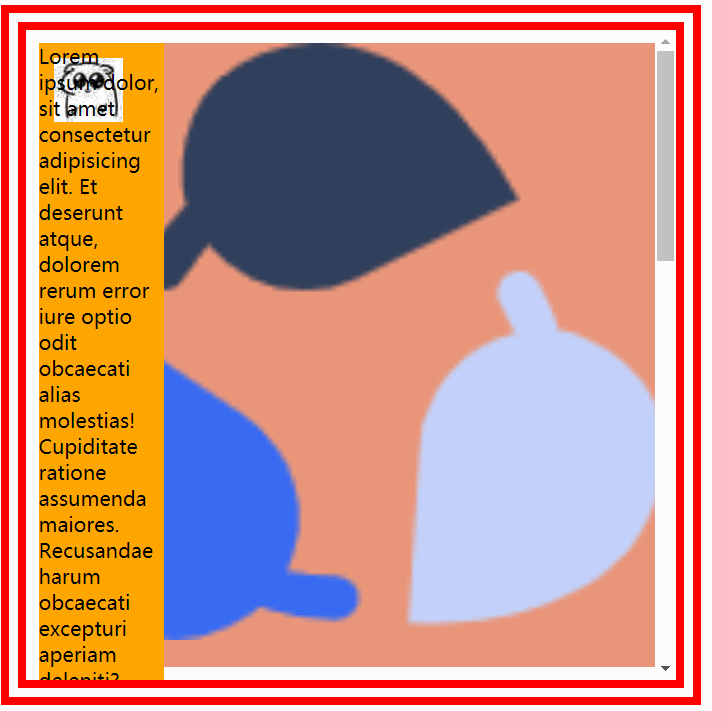 Lorem
ipsum dolor,
sit amet
consectetur
adipisicing
elit. Et
deserunt
atque,
dolorem
rerum error
iure optio
odit
obcaecati
alias
molestias!
Cupiditate
ratione
assumenda
maiores.
Recusandae
harum
obcaecati
excepturi
aperiam
deleniti?